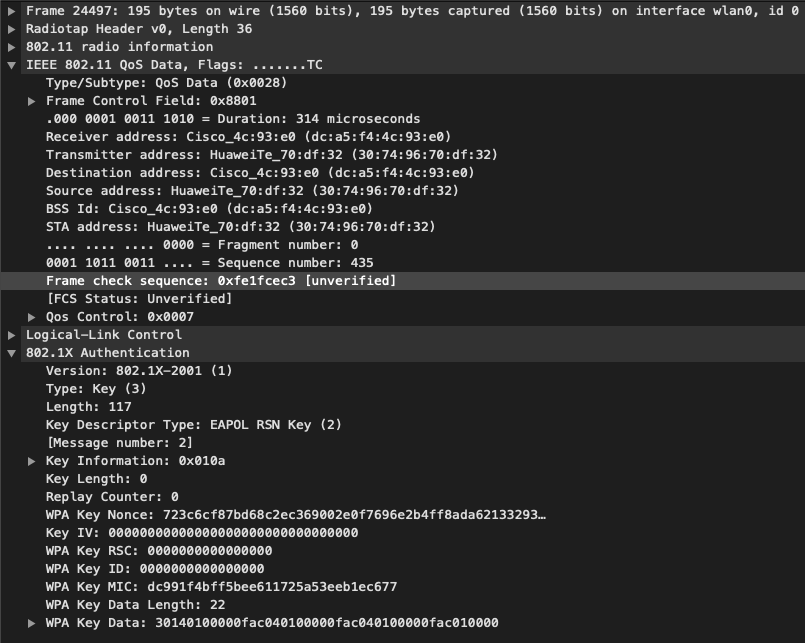 Frame 24497: 195 bytes on wire (1560 bits), 195 bytes captured (1560 bits) on interface wlan0, id 0
Radiotap Header v0, Length 36
802.11 radio information
IEEE 802.11 QoS Data, Flags: .......TC
Type/Subtype: QoS Data (0x0028)
Frame Control Field: 0x8801
.000 0001 0011 1010 = Duration: 314 microseconds
Receiver address: Cisco_4c:93:e0 (dc:a5:f4:4c:93:e0)
Transmitter address: HuaweiTe_70:df:32 (30:74:96:70:df:32)
Destination address: Cisco_4c:93:e0 (dc:a5:f4:4c:93:e0)
Source address: HuaweiTe_70:df:32 (30:74:96:70:df:32)
BSS Id: Cisco_4c:93:e0 (dc:a5:f4:4c:93:e0)
STA address: HuaweiTe_70:df:32 (30:74:96:70:df:32)
.... .... .... 0000 = Fragment number: 0
0001 1011 0011 .... = Sequence number: 435
Frame check sequence: 0xfe1fcec3 [unverified]
[FCS Status: Unverified]
Qos Control: 0x0007
Logical-Link Control
802.1X Authentication
Version: 802.1X-2001 (1)
Type: Key (3)
Length: 117
Key Descriptor Type: EAPOL RSN Key (2)
[Message number: 2]
Key Information: 0x010a
Key Length: 0
Replay Counter: 0
WPA Key Nonce: 723c6cf87bd68c2ec369002e0f7696e2b4ff8ada62133293…
Key IV: 00000000000000000000000000000000
WPA Key RSC: 0000000000000000
WPA Key ID: 0000000000000000
WPA Key MIC: dc991f4bff5bee611725a53eeb1ec677
WPA Key Data Length: 22
WPA Key Data: 30140100000fac040100000fac040100000fac010000